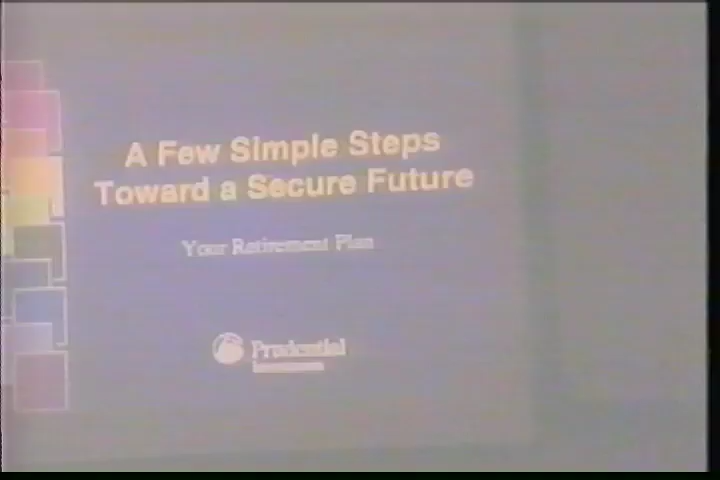 A Few Simple Steps
Toward a Secure Future
Your Retirement Plan
Prudential